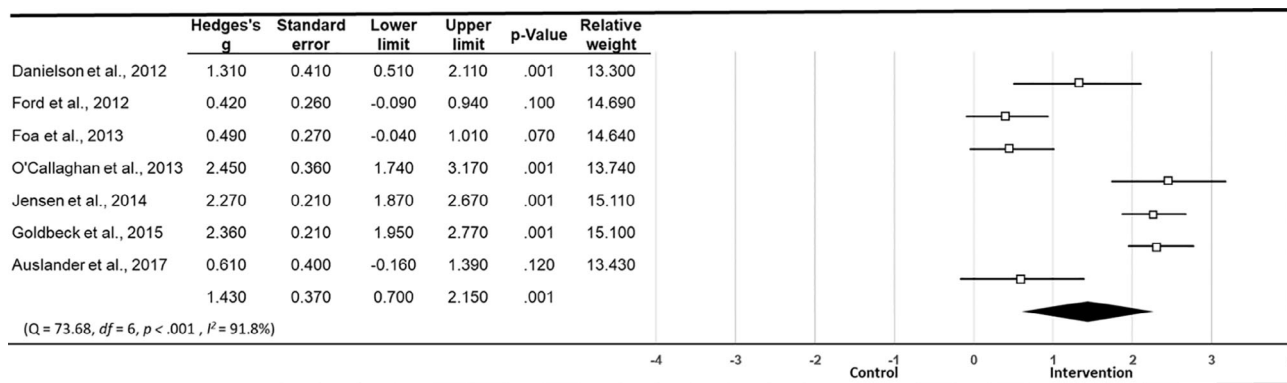 Hedges's g Standard error Lower limit Upper limit p-Value Relative weight
Danielson et al., 2012 1.310 0.410 0.510 2.110 .001 13.300
Ford et al., 2012 0.420 0.260 -0.090 0.940 .100 14.690
Foa et al., 2013 0.490 0.270 -0.040 1.010 .070 14.640
O'Callaghan et al., 2013 2.450 0.360 1.740 3.170 .001 13.740
Jensen et al., 2014 2.270 0.210 1.870 2.670 .001 15.110
Goldbeck et al., 2015 2.360 0.210 1.950 2.770 .001 15.100
Auslander et al., 2017 0.610 0.400 -0.160 1.390 .120 13.430
1.430 0.370 0.700 2.150 .001
(Q = 73.68, df = 6, p < .001 , I² = 91.8%)
-4 -3 -2 -1 0 1 2 3
Control Intervention